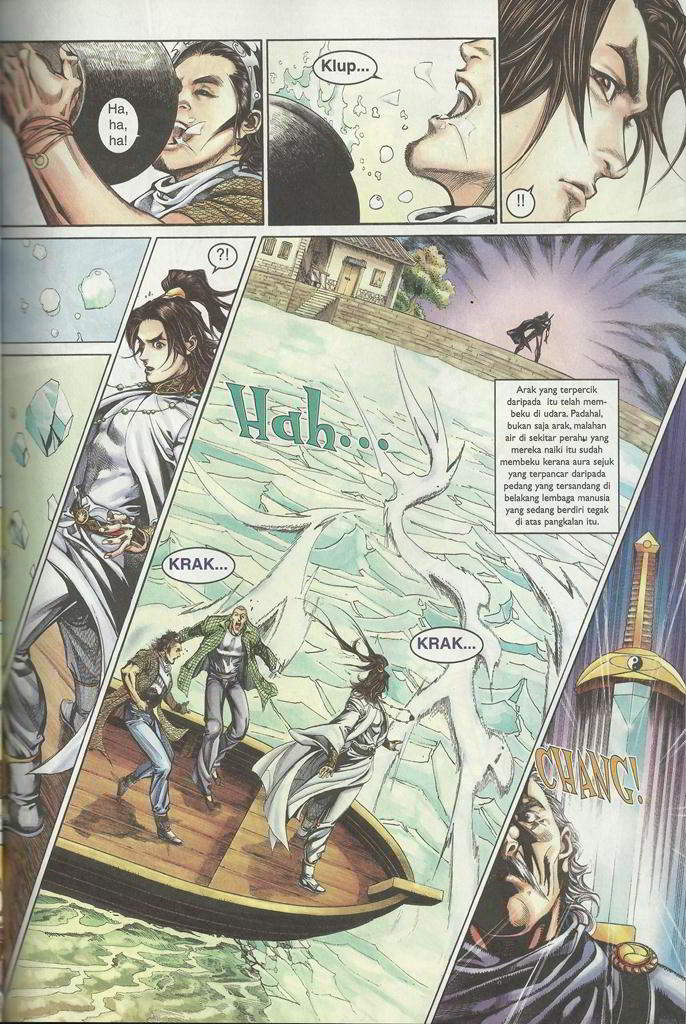 Ha,
ha,
ha!
Klup...
!!
?!
Hah...
Arak yang terpercik
daripada itu telah mem-
beku di udara. Padahal,
bukan saja arak, malahan
air di sekitar perahu yang
mereka naiki itu sudah
membeku kerana aura sejuk
yang terpancar daripada
pedang yang tersandang di
belakang lembaga manusia
yang sedang berdiri tegak
di atas pangkalan itu.
KRAK...
KRAK...
CHANG!